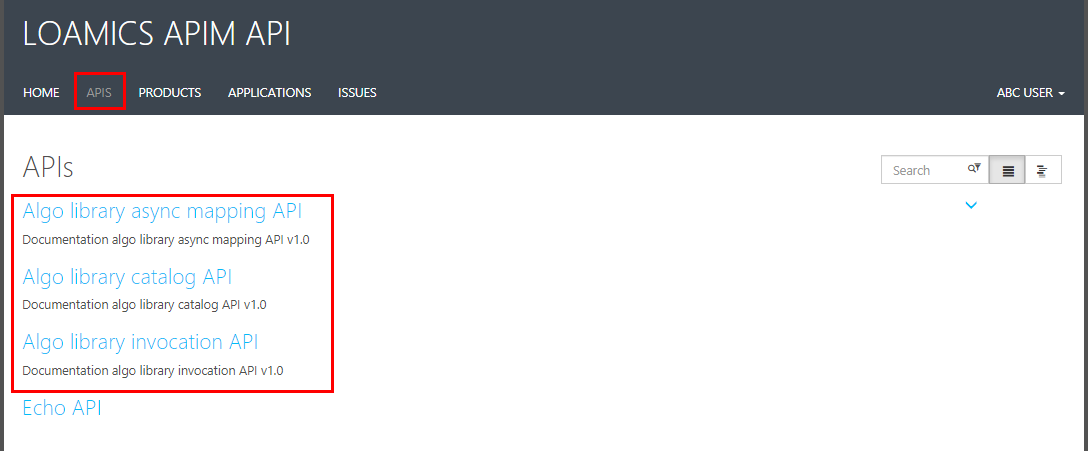 LOAMICS APIM API
HOME APIS PRODUCTS APPLICATIONS ISSUES ABC USER
APIs
Search
Algo library async mapping API
Documentation algo library async mapping API v1.0
Algo library catalog API
Documentation algo library catalog API v1.0
Algo library invocation API
Documentation algo library invocation API v1.0
Echo API